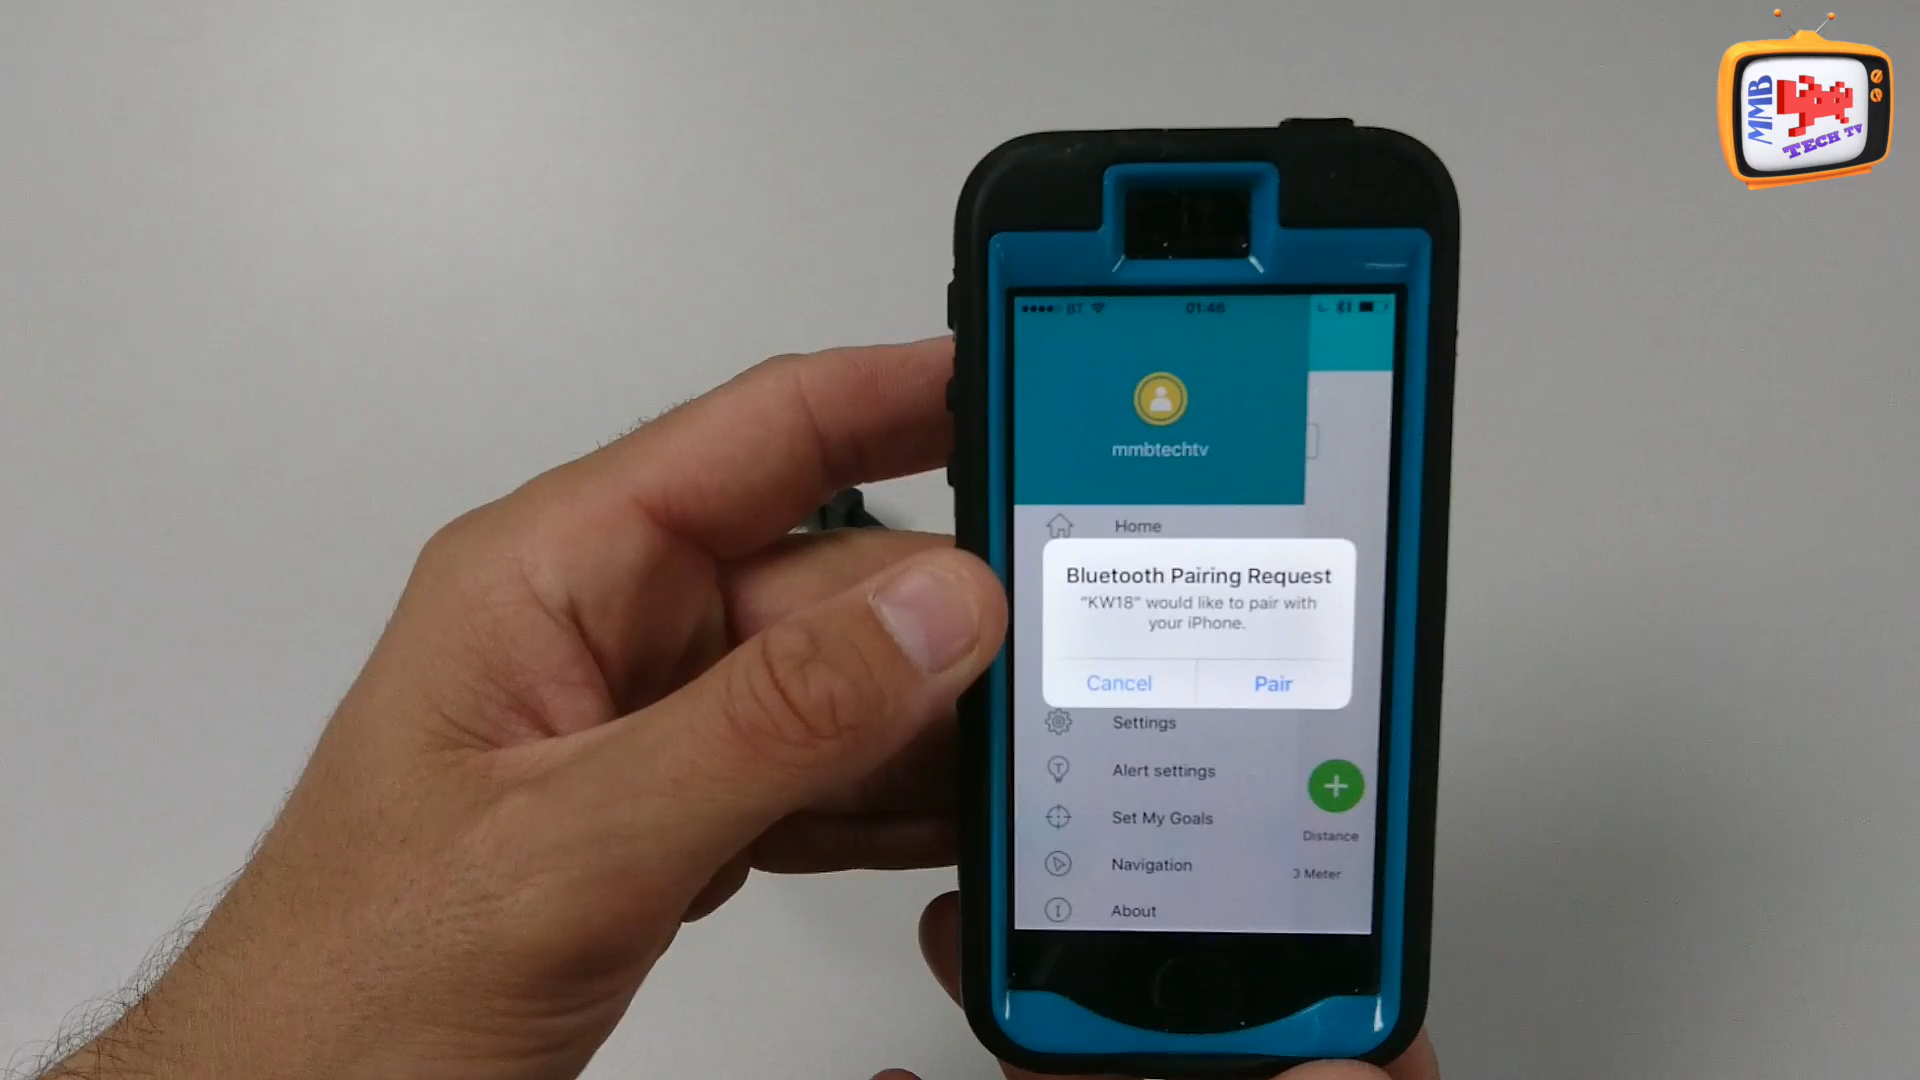 MMB
TECH TV
BT
01:46
mmbtechtv
Home
Bluetooth Pairing Request
"KW18" would like to pair with
your iPhone.
Cancel
Pair
Settings
Alert settings
Set My Goals
Distance
Navigation
0 Meter
About